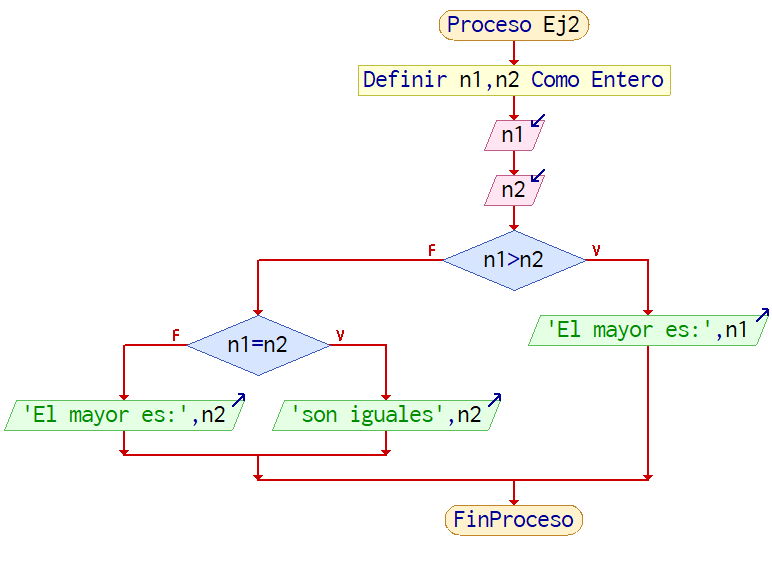 Proceso Ej2
Definir n1,n2 Como Entero
n1
n2
F
n1>n2
V
'El mayor es:',n1
F
n1=n2
V
'El mayor es:',n2
'son iguales',n2
FinProceso